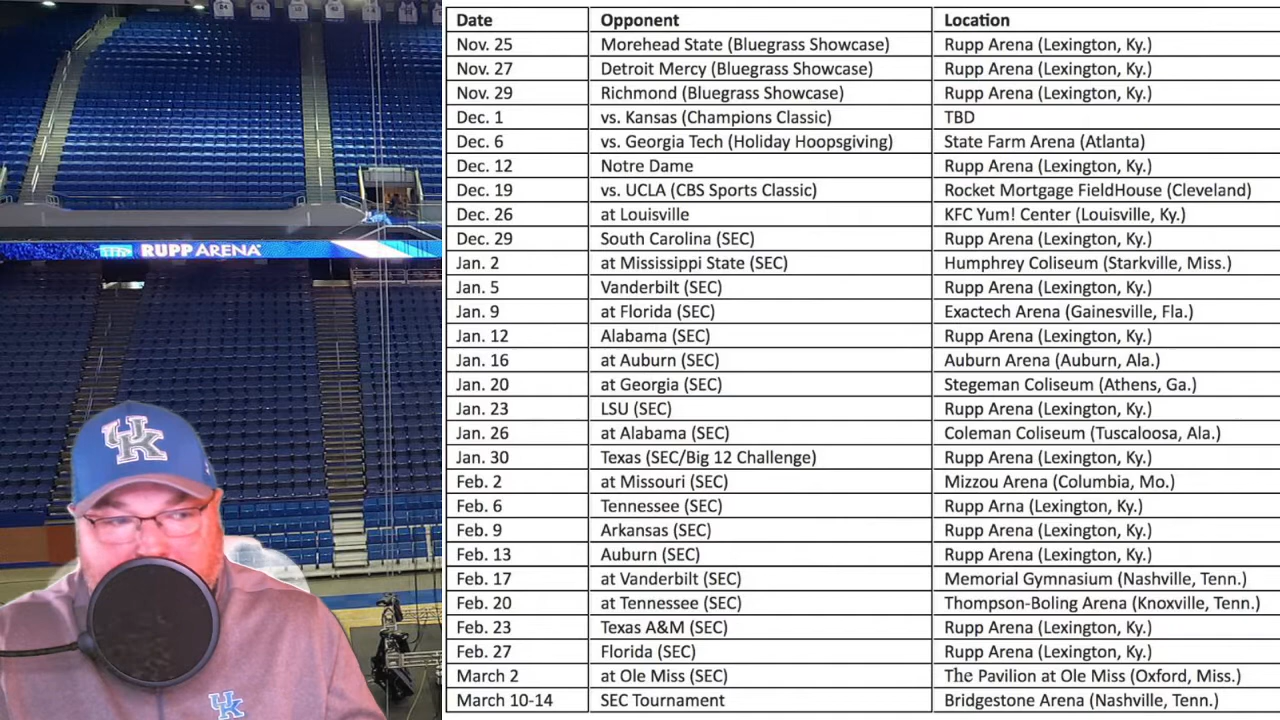 RUPP ARENA
UK
UK
Date Opponent Location
Nov. 25 Morehead State (Bluegrass Showcase) Rupp Arena (Lexington, Ky.)
Nov. 27 Detroit Mercy (Bluegrass Showcase) Rupp Arena (Lexington, Ky.)
Nov. 29 Richmond (Bluegrass Showcase) Rupp Arena (Lexington, Ky.)
Dec. 1 vs. Kansas (Champions Classic) TBD
Dec. 6 vs. Georgia Tech (Holiday Hoopsgiving) State Farm Arena (Atlanta)
Dec. 12 Notre Dame Rupp Arena (Lexington, Ky.)
Dec. 19 vs. UCLA (CBS Sports Classic) Rocket Mortgage FieldHouse (Cleveland)
Dec. 26 at Louisville KFC Yum! Center (Louisville, Ky.)
Dec. 29 South Carolina (SEC) Rupp Arena (Lexington, Ky.)
Jan. 2 at Mississippi State (SEC) Humphrey Coliseum (Starkville, Miss.)
Jan. 5 Vanderbilt (SEC) Rupp Arena (Lexington, Ky.)
Jan. 9 at Florida (SEC) Exactech Arena (Gainesville, Fla.)
Jan. 12 Alabama (SEC) Rupp Arena (Lexington, Ky.)
Jan. 16 at Auburn (SEC) Auburn Arena (Auburn, Ala.)
Jan. 20 at Georgia (SEC) Stegeman Coliseum (Athens, Ga.)
Jan. 23 LSU (SEC) Rupp Arena (Lexington, Ky.)
Jan. 26 at Alabama (SEC) Coleman Coliseum (Tuscaloosa, Ala.)
Jan. 30 Texas (SEC/Big 12 Challenge) Rupp Arena (Lexington, Ky.)
Feb. 2 at Missouri (SEC) Mizzou Arena (Columbia, Mo.)
Feb. 6 Tennessee (SEC) Rupp Arna (Lexington, Ky.)
Feb. 9 Arkansas (SEC) Rupp Arena (Lexington, Ky.)
Feb. 13 Auburn (SEC) Rupp Arena (Lexington, Ky.)
Feb. 17 at Vanderbilt (SEC) Memorial Gymnasium (Nashville, Tenn.)
Feb. 20 at Tennessee (SEC) Thompson-Boling Arena (Knoxville, Tenn.)
Feb. 23 Texas A&M (SEC) Rupp Arena (Lexington, Ky.)
Feb. 27 Florida (SEC) Rupp Arena (Lexington, Ky.)
March 2 at Ole Miss (SEC) The Pavilion at Ole Miss (Oxford, Miss.)
March 10-14 SEC Tournament Bridgestone Arena (Nashville, Tenn.)